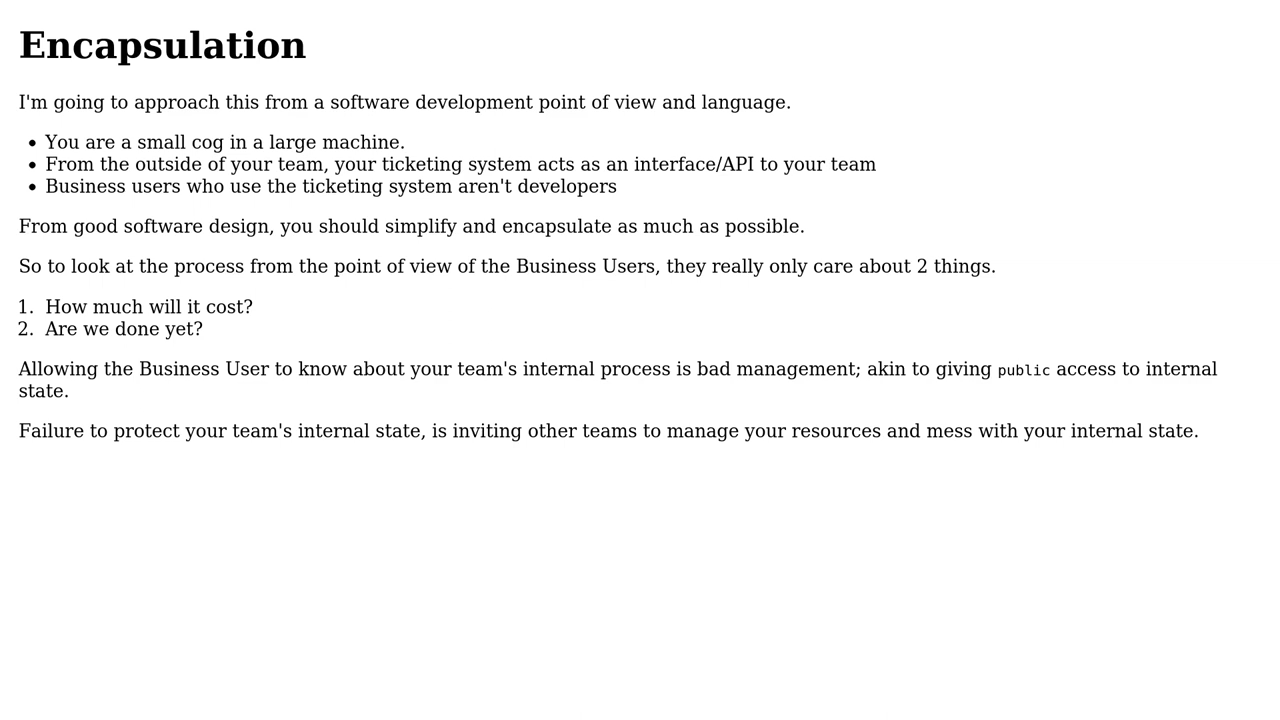 Encapsulation
I'm going to approach this from a software development point of view and language.
• You are a small cog in a large machine.
• From the outside of your team, your ticketing system acts as an interface/API to your team
• Business users who use the ticketing system aren't developers
From good software design, you should simplify and encapsulate as much as possible.
So to look at the process from the point of view of the Business Users, they really only care about 2 things.
1. How much will it cost?
2. Are we done yet?
Allowing the Business User to know about your team's internal process is bad management; akin to giving public access to internal
state.
Failure to protect your team's internal state, is inviting other teams to manage your resources and mess with your internal state.